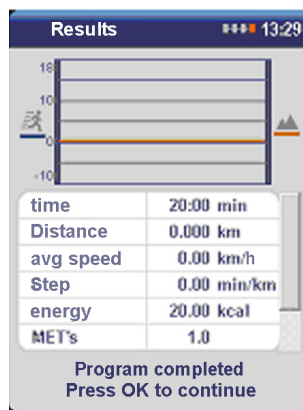 Results 13:29
18
10
0
-10
time 20:00 min
Distance 0.000 km
avg speed 0.00 km/h
Step 0.00 min/km
energy 20.00 kcal
MET's 1.0
Program completed
Press OK to continue